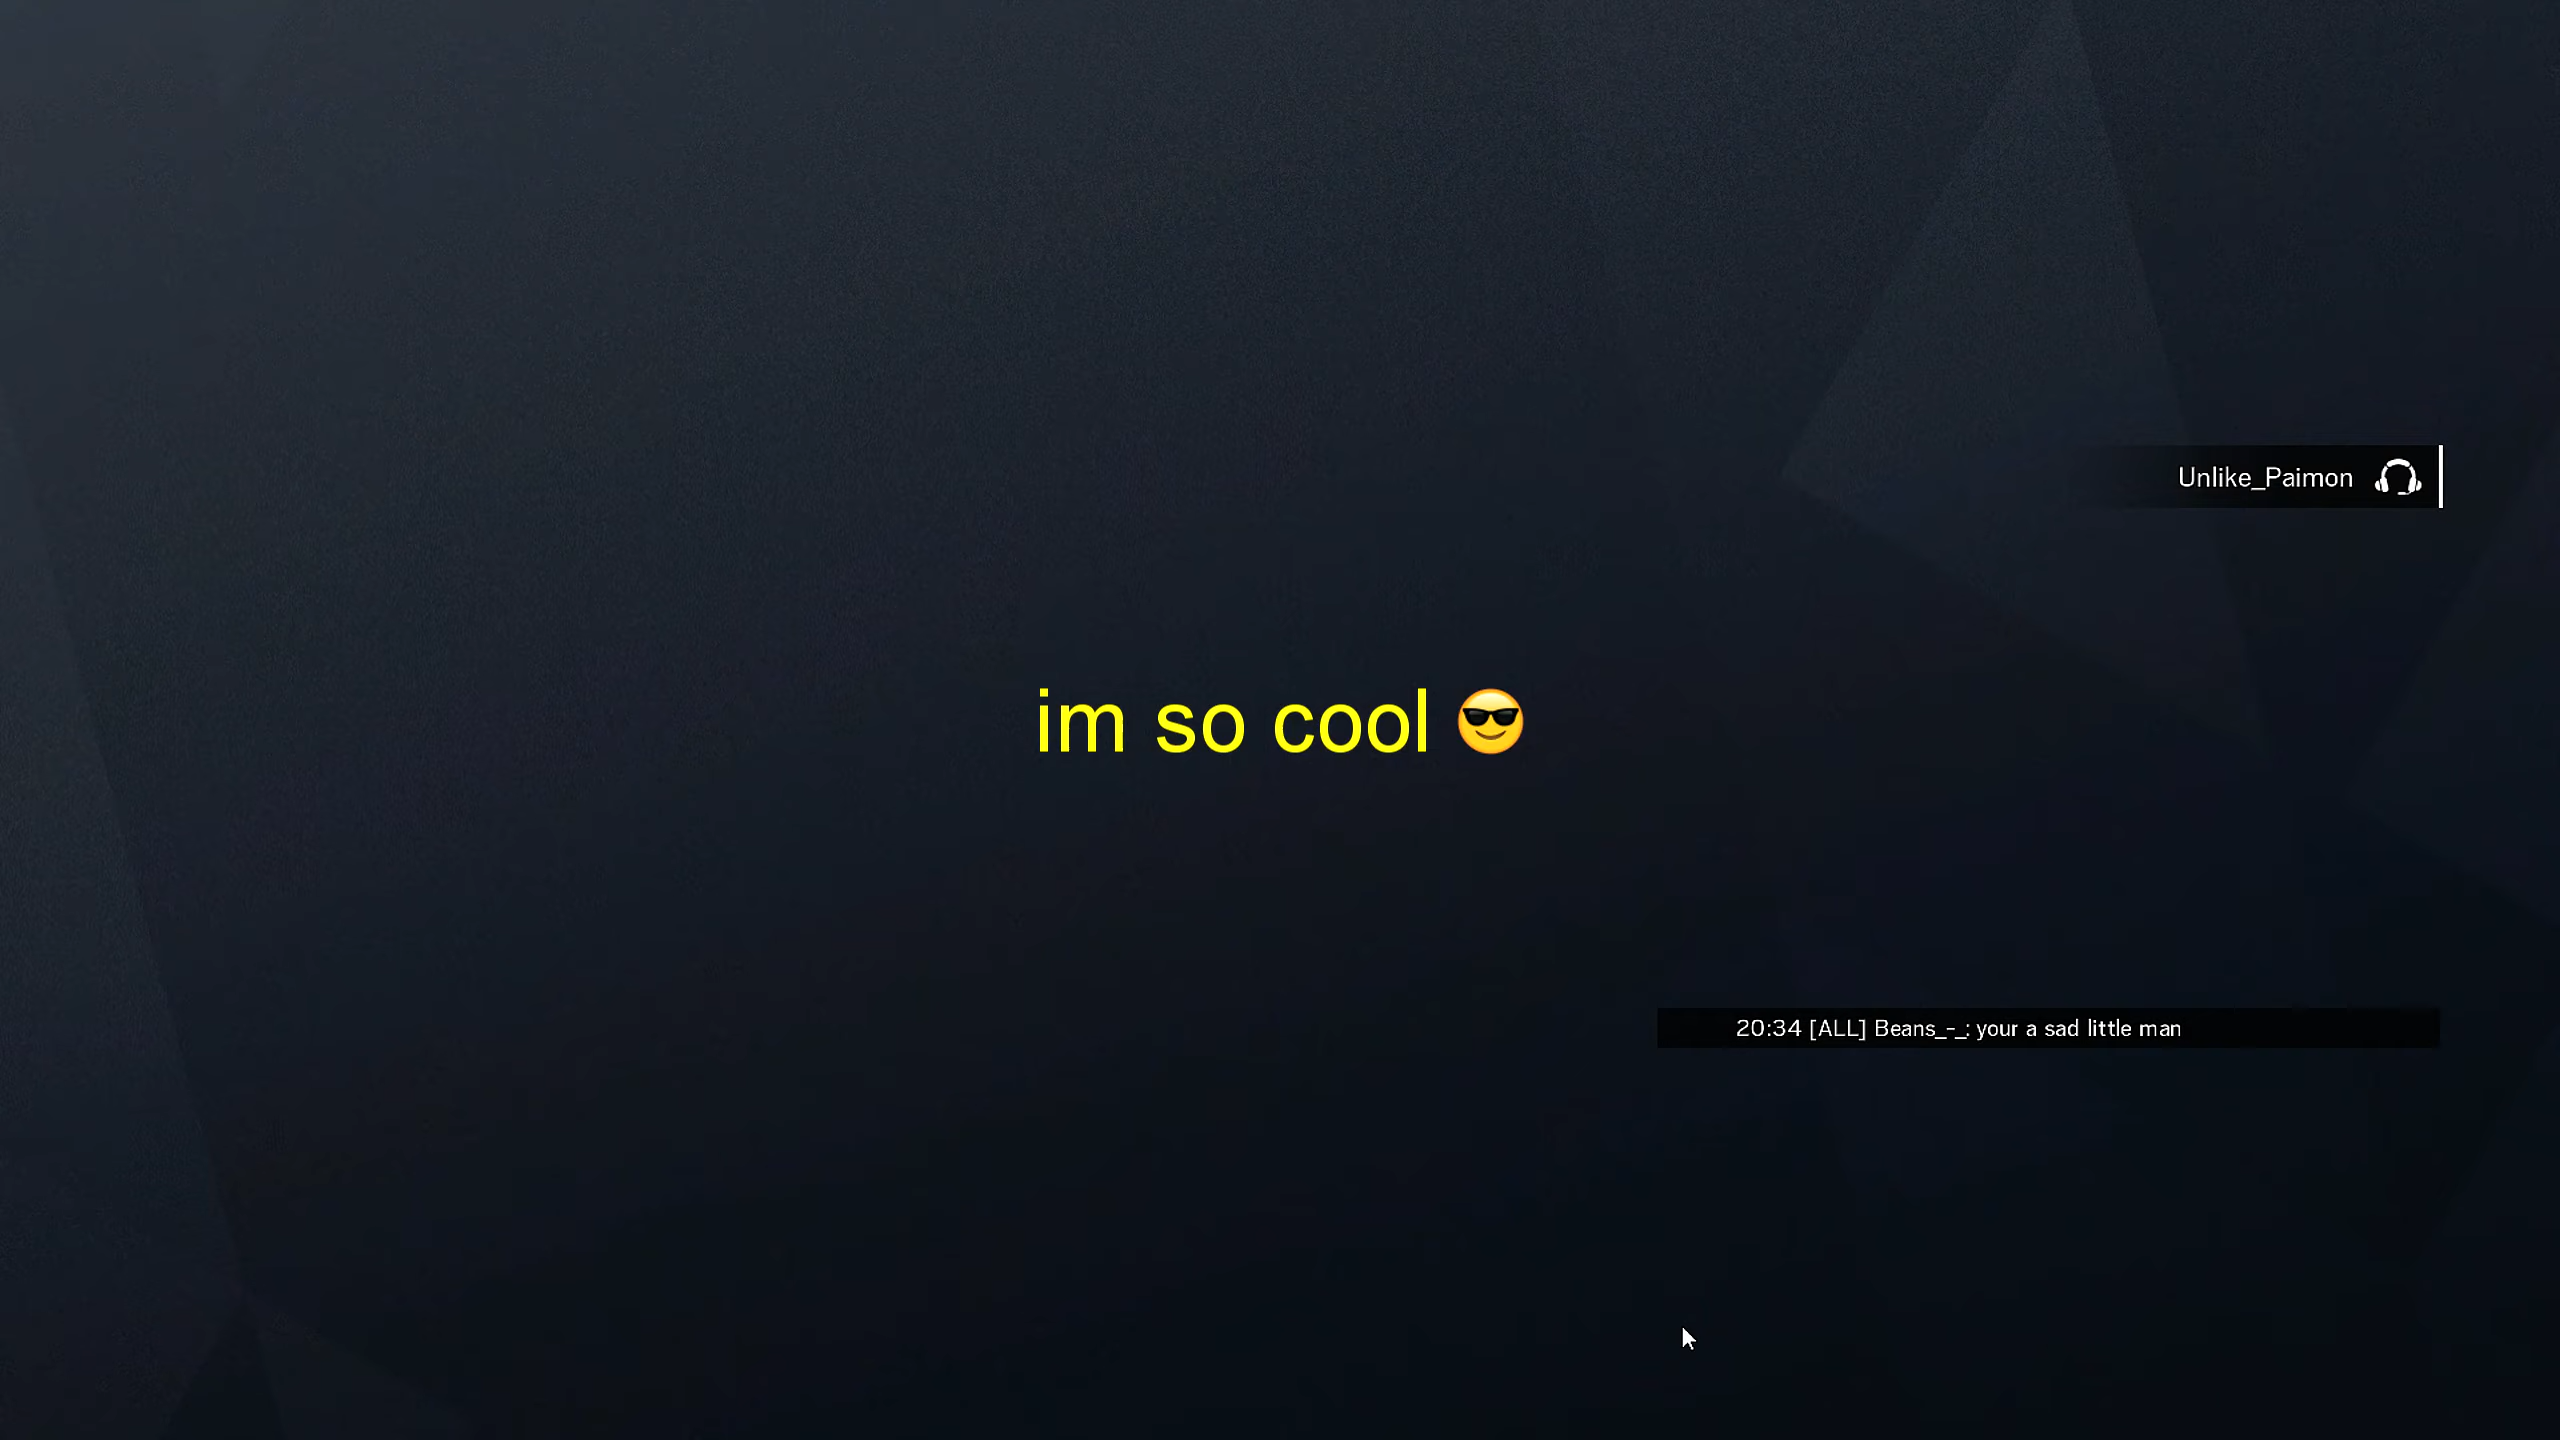 Unlike_Paimon
im so cool 😎
20:34 [ALL] Beans_-_: your a sad little man